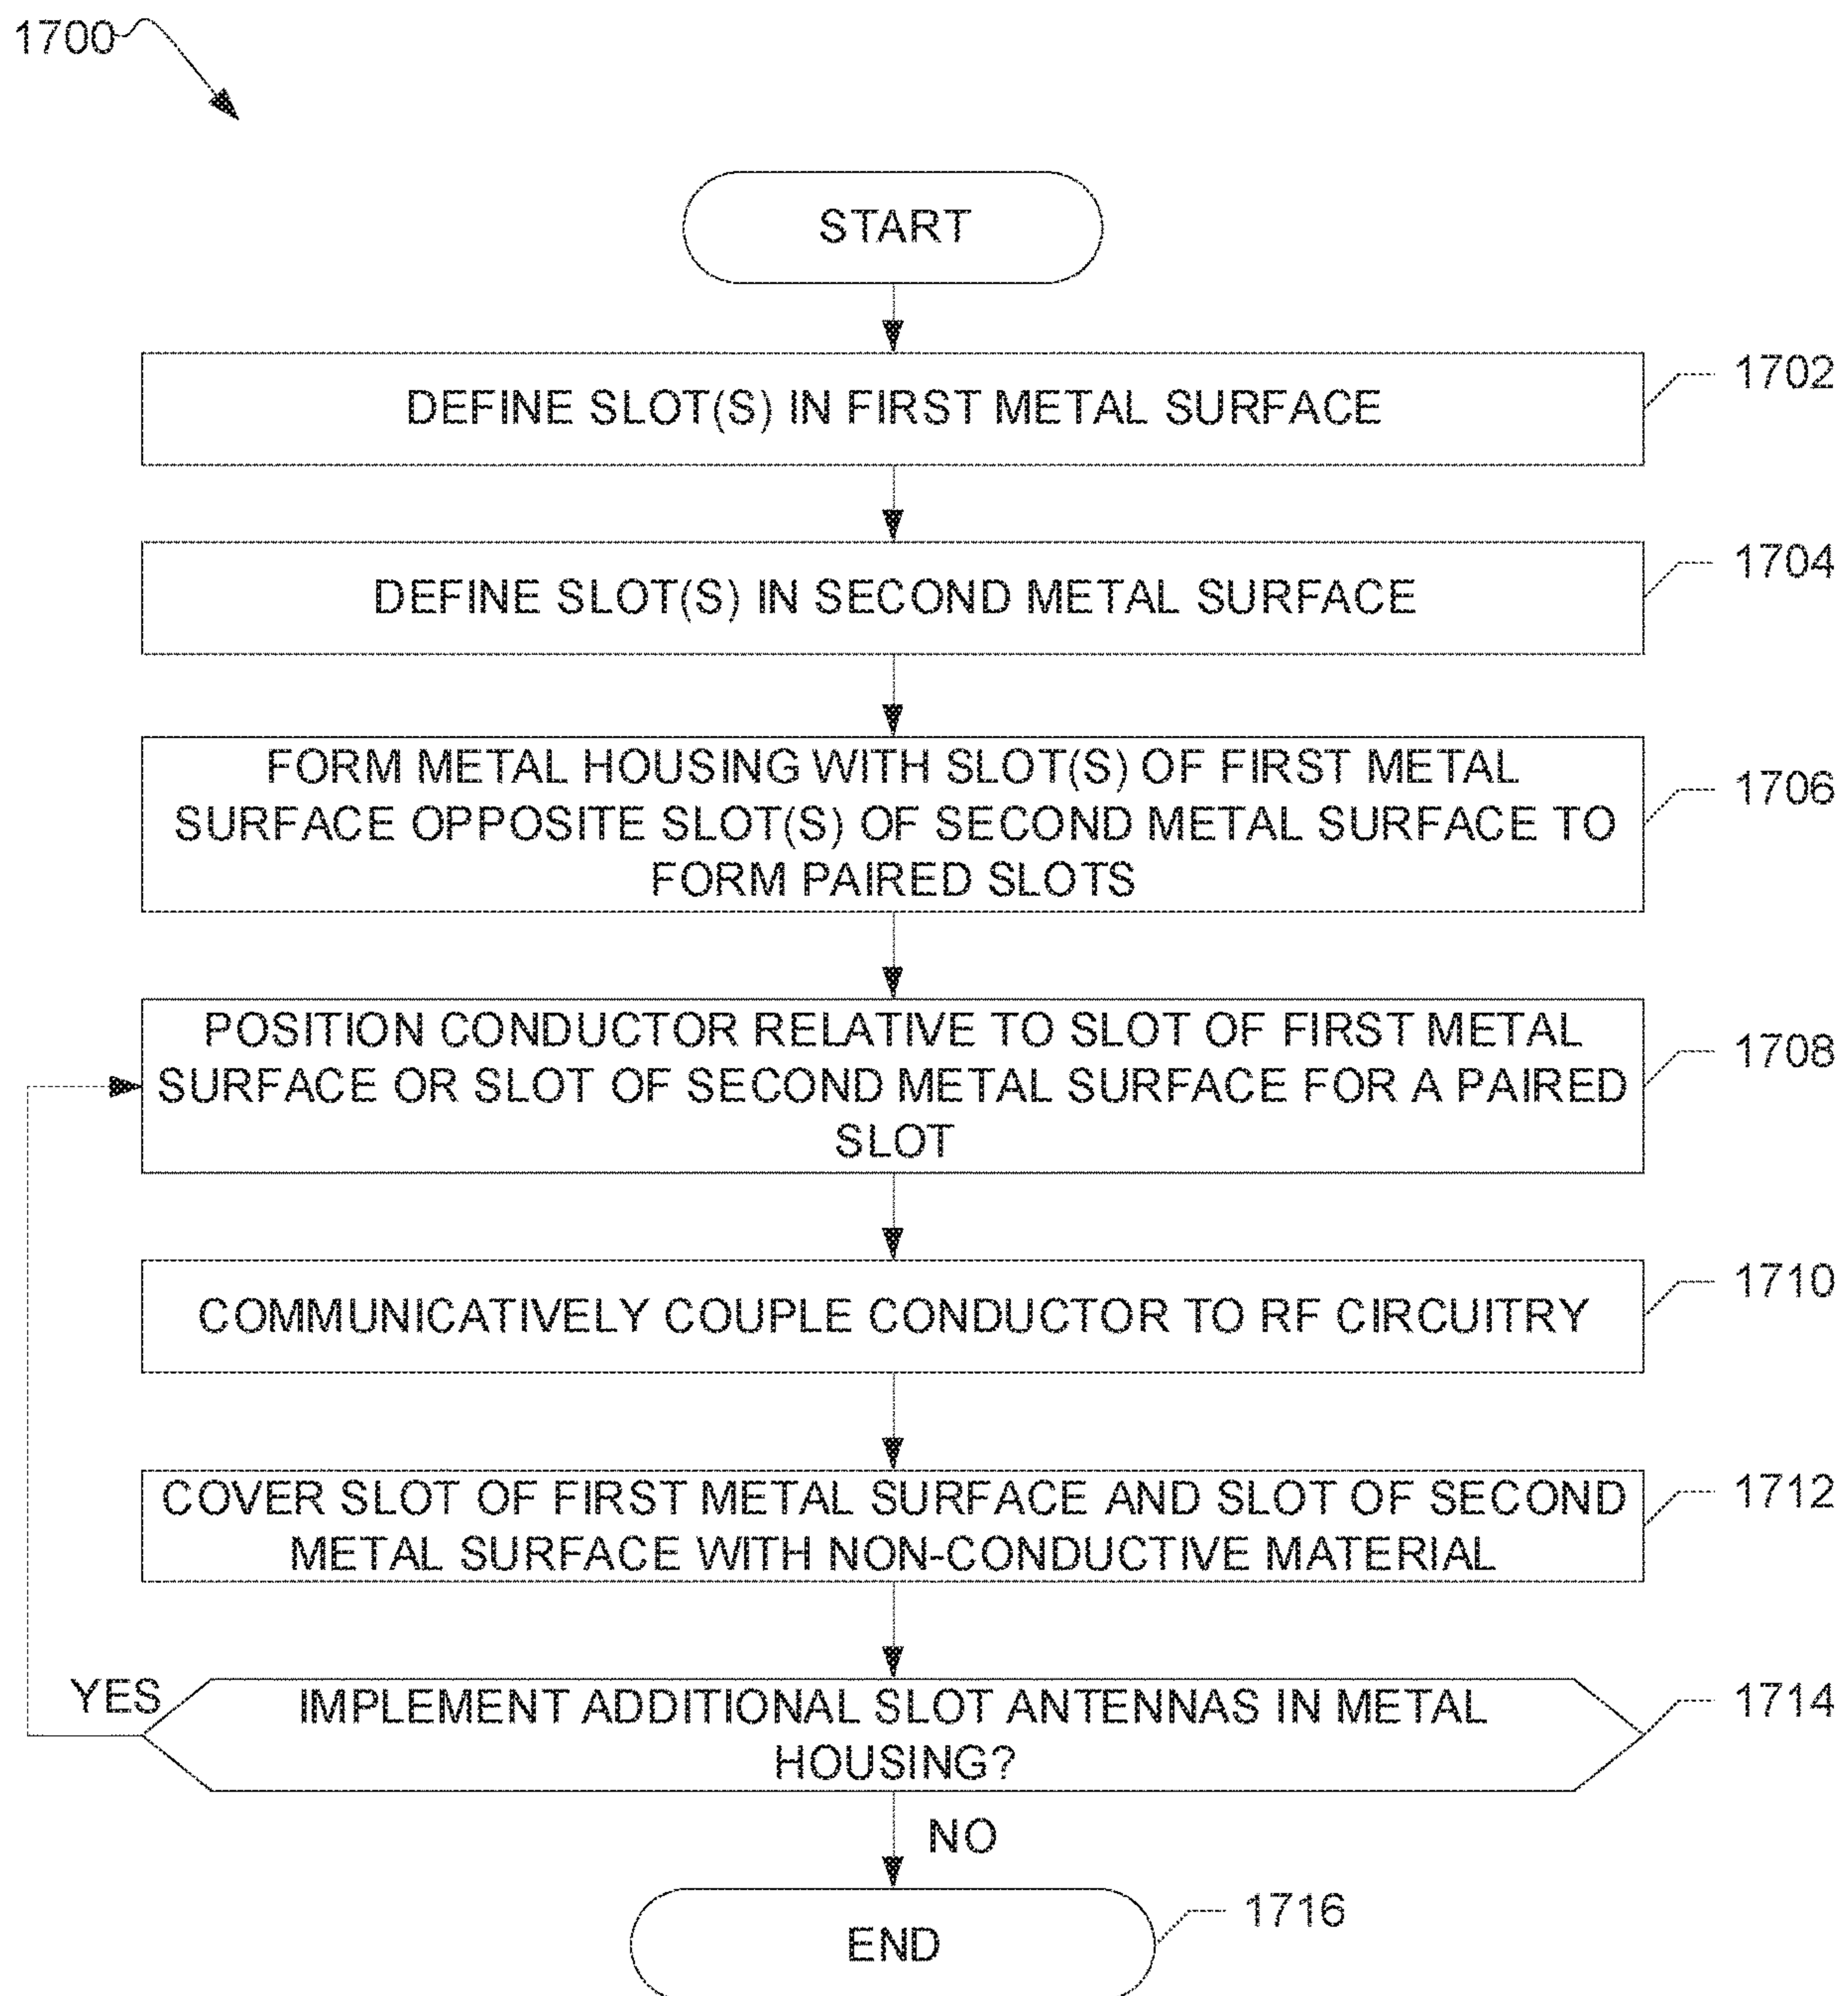 1700
START
DEFINE SLOT(S) IN FIRST METAL SURFACE
1702
DEFINE SLOT(S) IN SECOND METAL SURFACE
1704
FORM METAL HOUSING WITH SLOT(S) OF FIRST METAL
SURFACE OPPOSITE SLOT(S) OF SECOND METAL SURFACE TO
FORM PAIRED SLOTS
1706
POSITION CONDUCTOR RELATIVE TO SLOT OF FIRST METAL
SURFACE OR SLOT OF SECOND METAL SURFACE FOR A PAIRED
SLOT
1708
COMMUNICATIVELY COUPLE CONDUCTOR TO RF CIRCUITRY
1710
COVER SLOT OF FIRST METAL SURFACE AND SLOT OF SECOND
METAL SURFACE WITH NON-CONDUCTIVE MATERIAL
1712
YES
IMPLEMENT ADDITIONAL SLOT ANTENNAS IN METAL
HOUSING?
1714
NO
END
1716